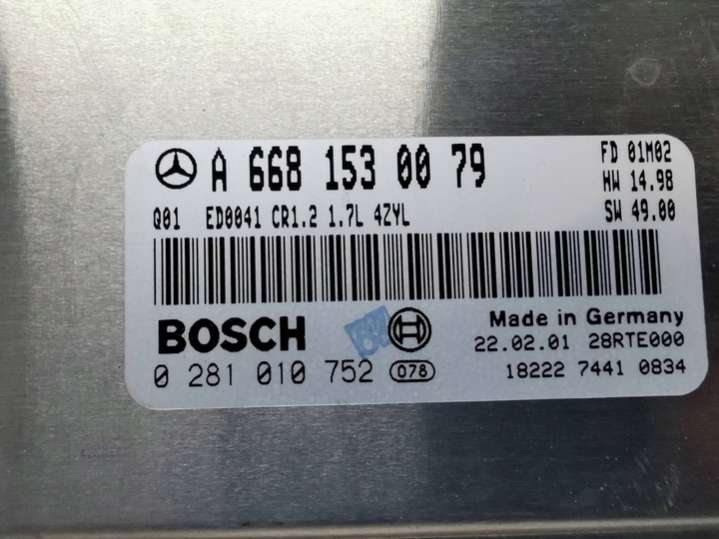 A 668 153 00 79
FD 01M02
HW 14.98
SW 49.00
Q01 ED0041 CR1.2 1.7L 4ZYL
BOSCH
Made in Germany
22.02.01 28RTE000
0 281 010 752 078
18222 7441 0834